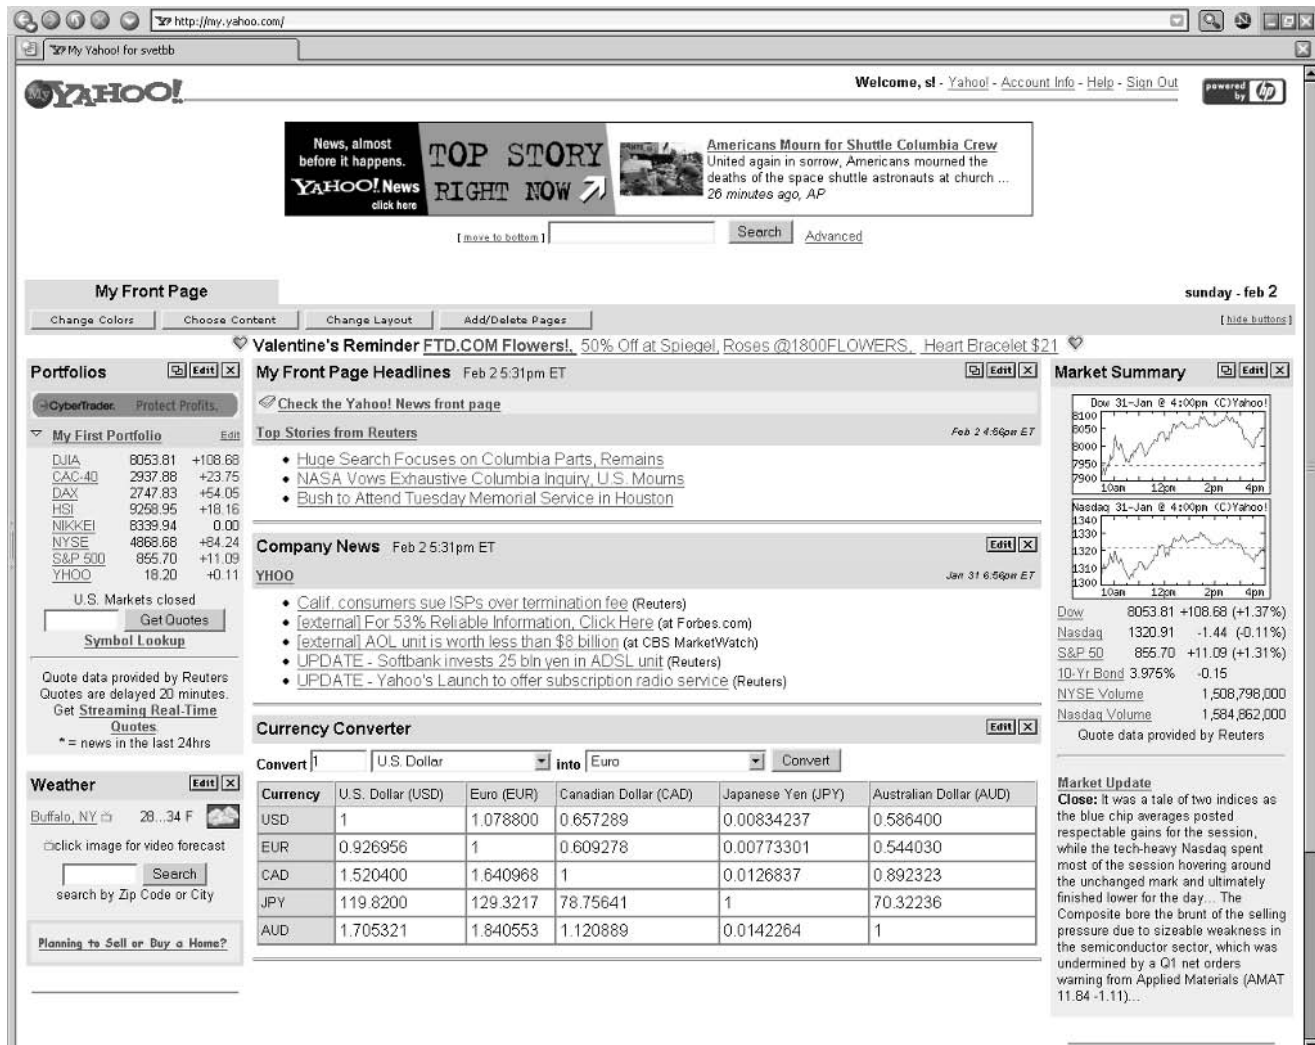 http://my.yahoo.com/
My Yahoo! for svetbb
My YAHOO!
Welcome, s! - Yahoo! - Account Info - Help - Sign Out
powered by hp
News, almost before it happens.
YAHOO! News
click here
TOP STORY RIGHT NOW
Americans Mourn for Shuttle Columbia Crew
United again in sorrow, Americans mourned the
deaths of the space shuttle astronauts at church ...
26 minutes ago, AP
[ move to bottom ] Search Advanced
My Front Page
sunday - feb 2
Change Colors Choose Content Change Layout Add/Delete Pages [ hide buttons ]
Valentine's Reminder FTD.COM Flowers!, 50% Off at Spiegel, Roses @1800FLOWERS, Heart Bracelet $21
Portfolios Edit X
CyberTrader. Protect Profits.
My First Portfolio Edit
DJIA 8053.81 +108.68
CAC-40 2937.88 +23.75
DAX 2747.83 +54.05
HSI 9258.95 +18.16
NIKKEI 8339.94 0.00
NYSE 4868.68 +84.24
S&P 500 855.70 +11.09
YHOO 18.20 +0.11
U.S. Markets closed
Get Quotes
Symbol Lookup
Quote data provided by Reuters
Quotes are delayed 20 minutes.
Get Streaming Real-Time
Quotes.
* = news in the last 24hrs
Weather Edit X
Buffalo, NY 28...34 F
click image for video forecast
Search
search by Zip Code or City
Planning to Sell or Buy a Home?
My Front Page Headlines Feb 2 5:31pm ET Edit X
Check the Yahoo! News front page
Top Stories from Reuters Feb 2 4:56pm ET
• Huge Search Focuses on Columbia Parts, Remains
• NASA Vows Exhaustive Columbia Inquiry, U.S. Mourns
• Bush to Attend Tuesday Memorial Service in Houston
Company News Feb 2 5:31pm ET Edit X
YHOO Jan 31 6:56pm ET
• Calif. consumers sue ISPs over termination fee (Reuters)
• [external] For 53% Reliable Information, Click Here (at Forbes.com)
• [external] AOL unit is worth less than $8 billion (at CBS MarketWatch)
• UPDATE - Softbank invests 25 bln yen in ADSL unit (Reuters)
• UPDATE - Yahoo's Launch to offer subscription radio service (Reuters)
Currency Converter Edit X
Convert 1 U.S. Dollar into Euro Convert
Currency U.S. Dollar (USD) Euro (EUR) Canadian Dollar (CAD) Japanese Yen (JPY) Australian Dollar (AUD)
USD 1 1.078800 0.657289 0.00834237 0.586400
EUR 0.926956 1 0.609278 0.00773301 0.544030
CAD 1.520400 1.640968 1 0.0126837 0.892323
JPY 119.8200 129.3217 78.75641 1 70.32236
AUD 1.705321 1.840553 1.120889 0.0142264 1
Market Summary Edit X
Dow 31-Jan @ 4:00pm (C)Yahoo!
8100
8050
8000
7950
7900
10am 12pm 2pm 4pm
Nasdaq 31-Jan @ 4:00pm (C)Yahoo!
1340
1330
1320
1310
1300
10am 12pm 2pm 4pm
Dow 8053.81 +108.68 (+1.37%)
Nasdaq 1320.91 -1.44 (-0.11%)
S&P 50 855.70 +11.09 (+1.31%)
10-Yr Bond 3.975% -0.15
NYSE Volume 1,508,798,000
Nasdaq Volume 1,584,862,000
Quote data provided by Reuters
Market Update
Close: It was a tale of two indices as
the blue chip averages posted
respectable gains for the session,
while the tech-heavy Nasdaq spent
most of the session hovering around
the unchanged mark and ultimately
finished lower for the day... The
Composite bore the brunt of the selling
pressure due to sizeable weakness in
the semiconductor sector, which was
undermined by a Q1 net orders
warning from Applied Materials (AMAT
11.84 -1.11)...